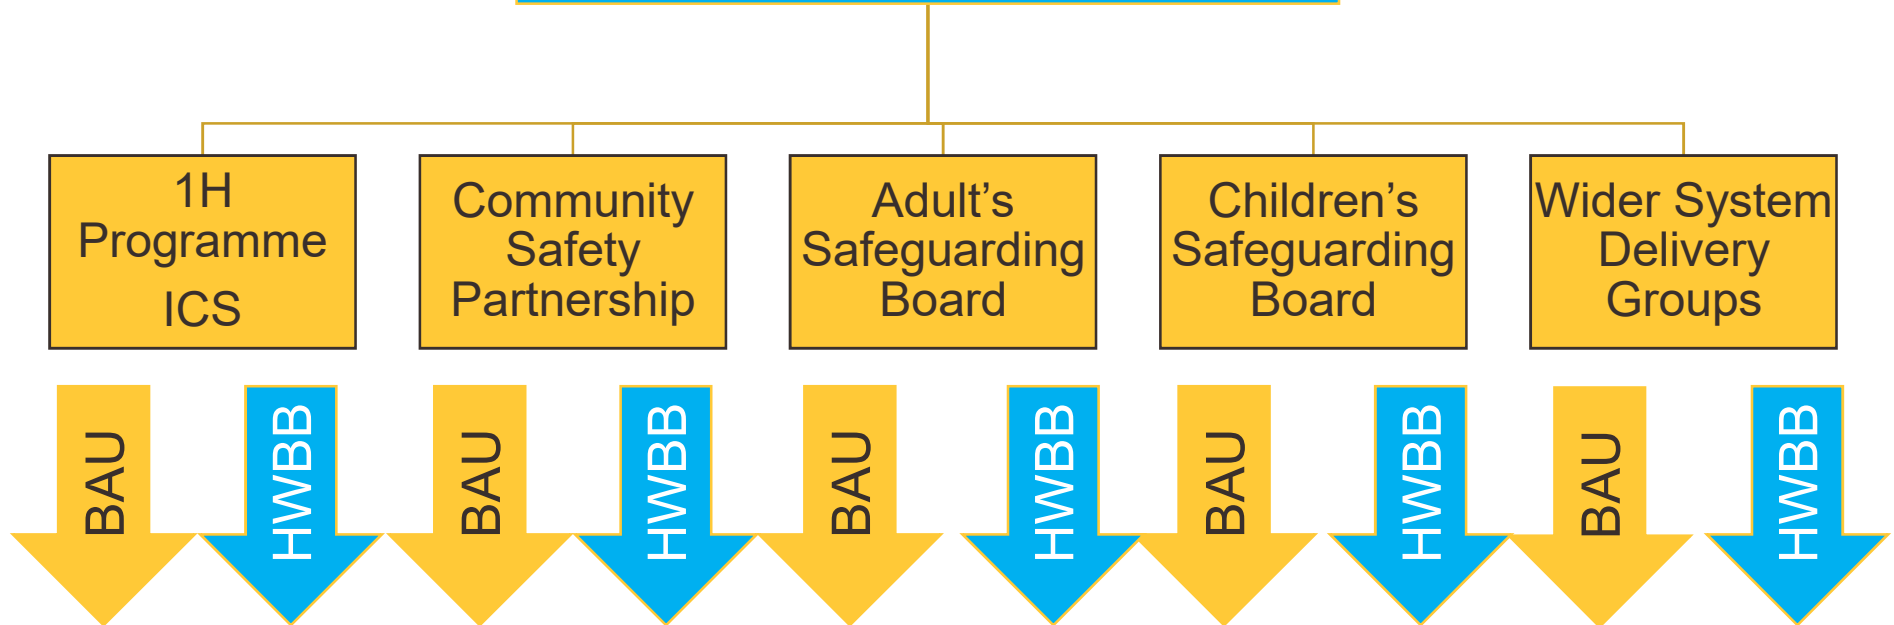 1H
Programme
ICS
Community
Safety
Partnership
Adult’s
Safeguarding
Board
Children’s
Safeguarding
Board
Wider System
Delivery
Groups
BAU
HWBB
BAU
HWBB
BAU
HWBB
BAU
HWBB
BAU
HWBB